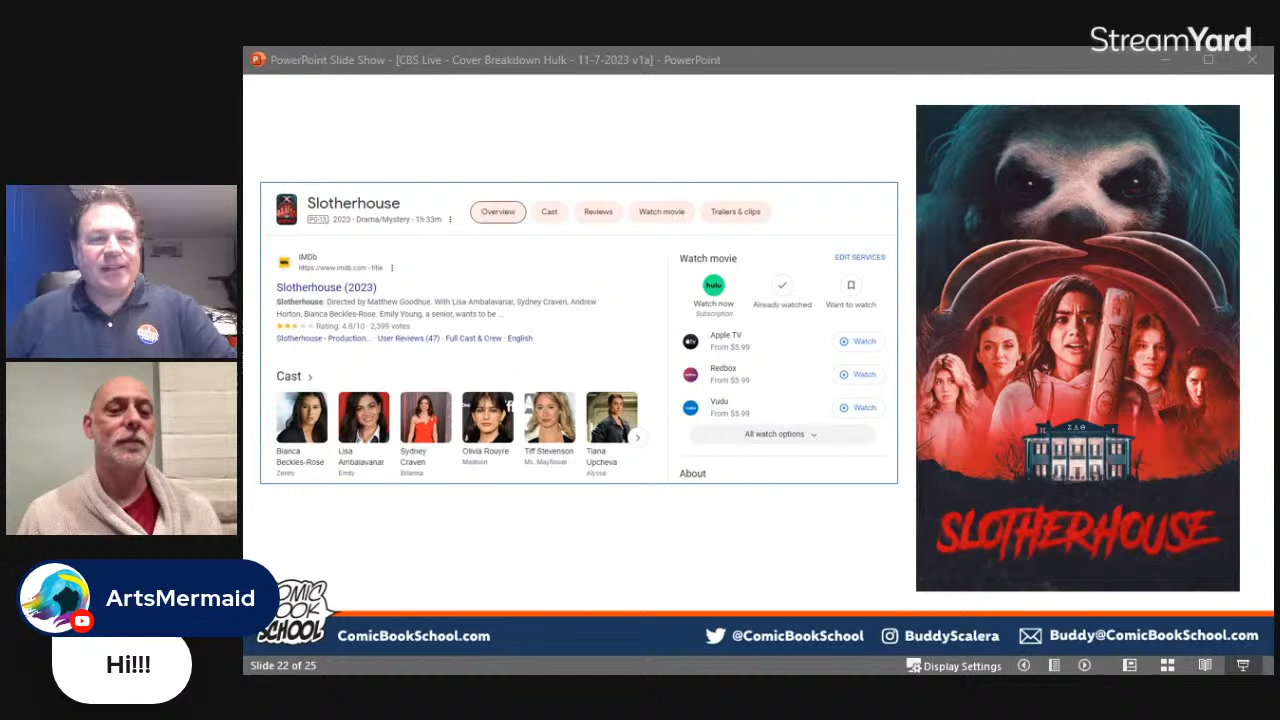 StreamYard
PowerPoint Slide Show - [CBS Live - Cover Breakdown Hulk - 11-7-2023 v1a] - PowerPoint
Slotherhouse
PG-13 2023 · Drama/Mystery · 1h 33m
Overview
Cast
Reviews
Watch movie
Trailers & clips
IMDb
https://www.imdb.com › title
Slotherhouse (2023)
Slotherhouse. Directed by Matthew Goodhue. With Lisa Ambalavanar, Sydney Craven, Andrew
Horton, Bianca Beckles-Rose. Emily Young, a senior, wants to be ...
Rating: 4.8/10 · 2,399 votes
Slotherhouse - Production... · User Reviews (47) · Full Cast & Crew · English
Cast
Bianca
Beckles-Rose
Zenny
Lisa
Ambalavanar
Emily
Sydney
Craven
Brianna
Olivia Rouyre
Madison
Tiff Stevenson
Ms. Mayflower
Tiana
Upcheva
Alyssa
Watch movie
EDIT SERVICES
hulu
Watch now
Subscription
Already watched
Want to watch
Apple TV
From $5.99
Watch
Redbox
From $5.99
Watch
Vudu
From $5.99
Watch
All watch options
About
ΣΛΘ
ΣΛΘ
SLOTHERHOUSE
ArtsMermaid
Hi!!!
COMIC
BOOK
SCHOOL
ComicBookSchool.com
@ComicBookSchool
BuddyScalera
Buddy@ComicBookSchool.com
Slide 22 of 25
Display Settings